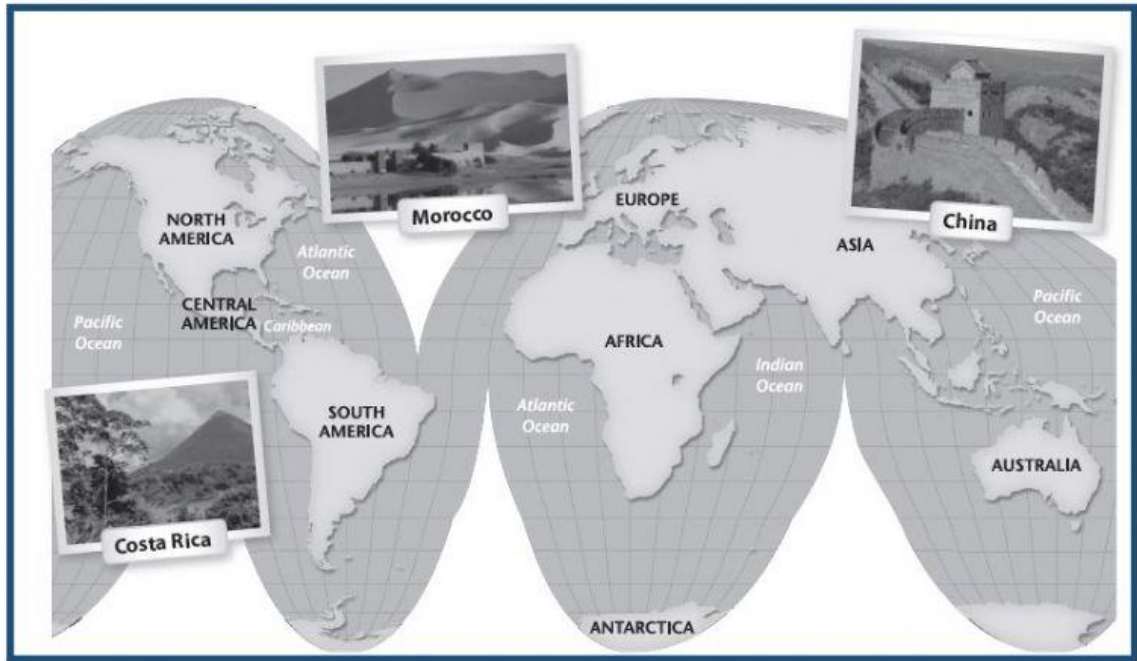 Morocco
China
EUROPE
NORTH
AMERICA
ASIA
Atlantic
Ocean
CENTRAL
AMERICA
Caribbean
Pacific
Ocean
Pacific
Ocean
AFRICA
Indian
Ocean
SOUTH
AMERICA
Atlantic
Ocean
AUSTRALIA
Costa Rica
ANTARCTICA